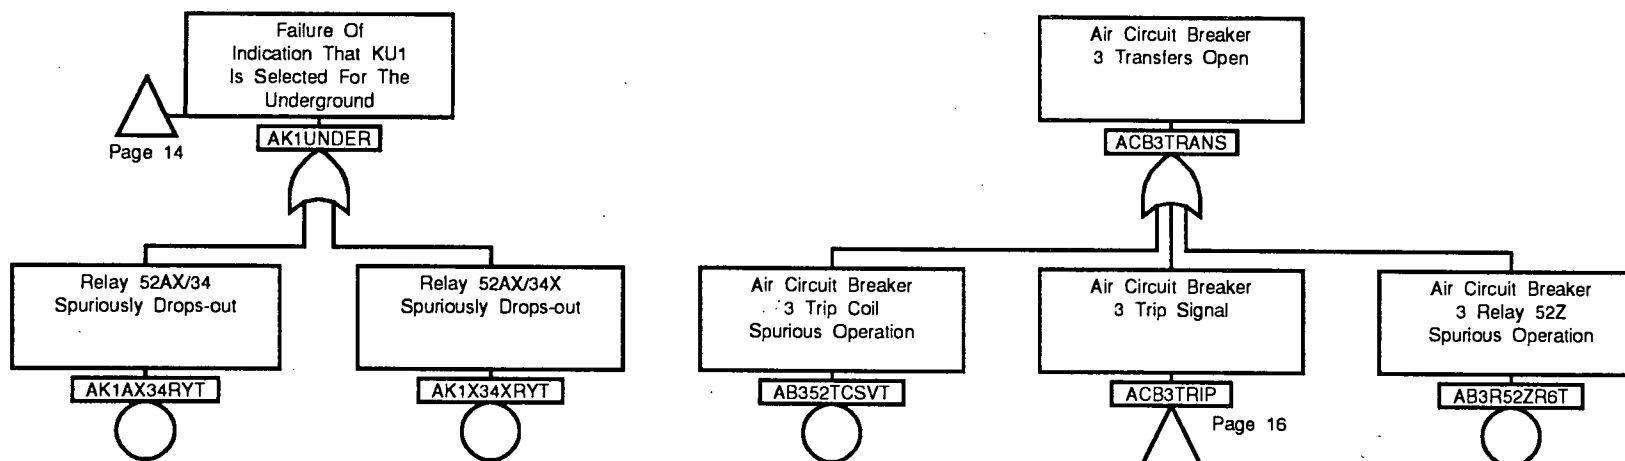 Failure Of
Indication That KU1
Is Selected For The
Underground
AK1UNDER
Page 14
Relay 52AX/34
Spuriously Drops-out
AK1AX34RYT
Relay 52AX/34X
Spuriously Drops-out
AK1X34XRYT
Air Circuit Breaker
3 Transfers Open
ACB3TRANS
Air Circuit Breaker
3 Trip Coil
Spurious Operation
AB352TCSVT
Air Circuit Breaker
3 Trip Signal
ACB3TRIP
Page 16
Air Circuit Breaker
3 Relay 52Z
Spurious Operation
AB3R52ZR6T